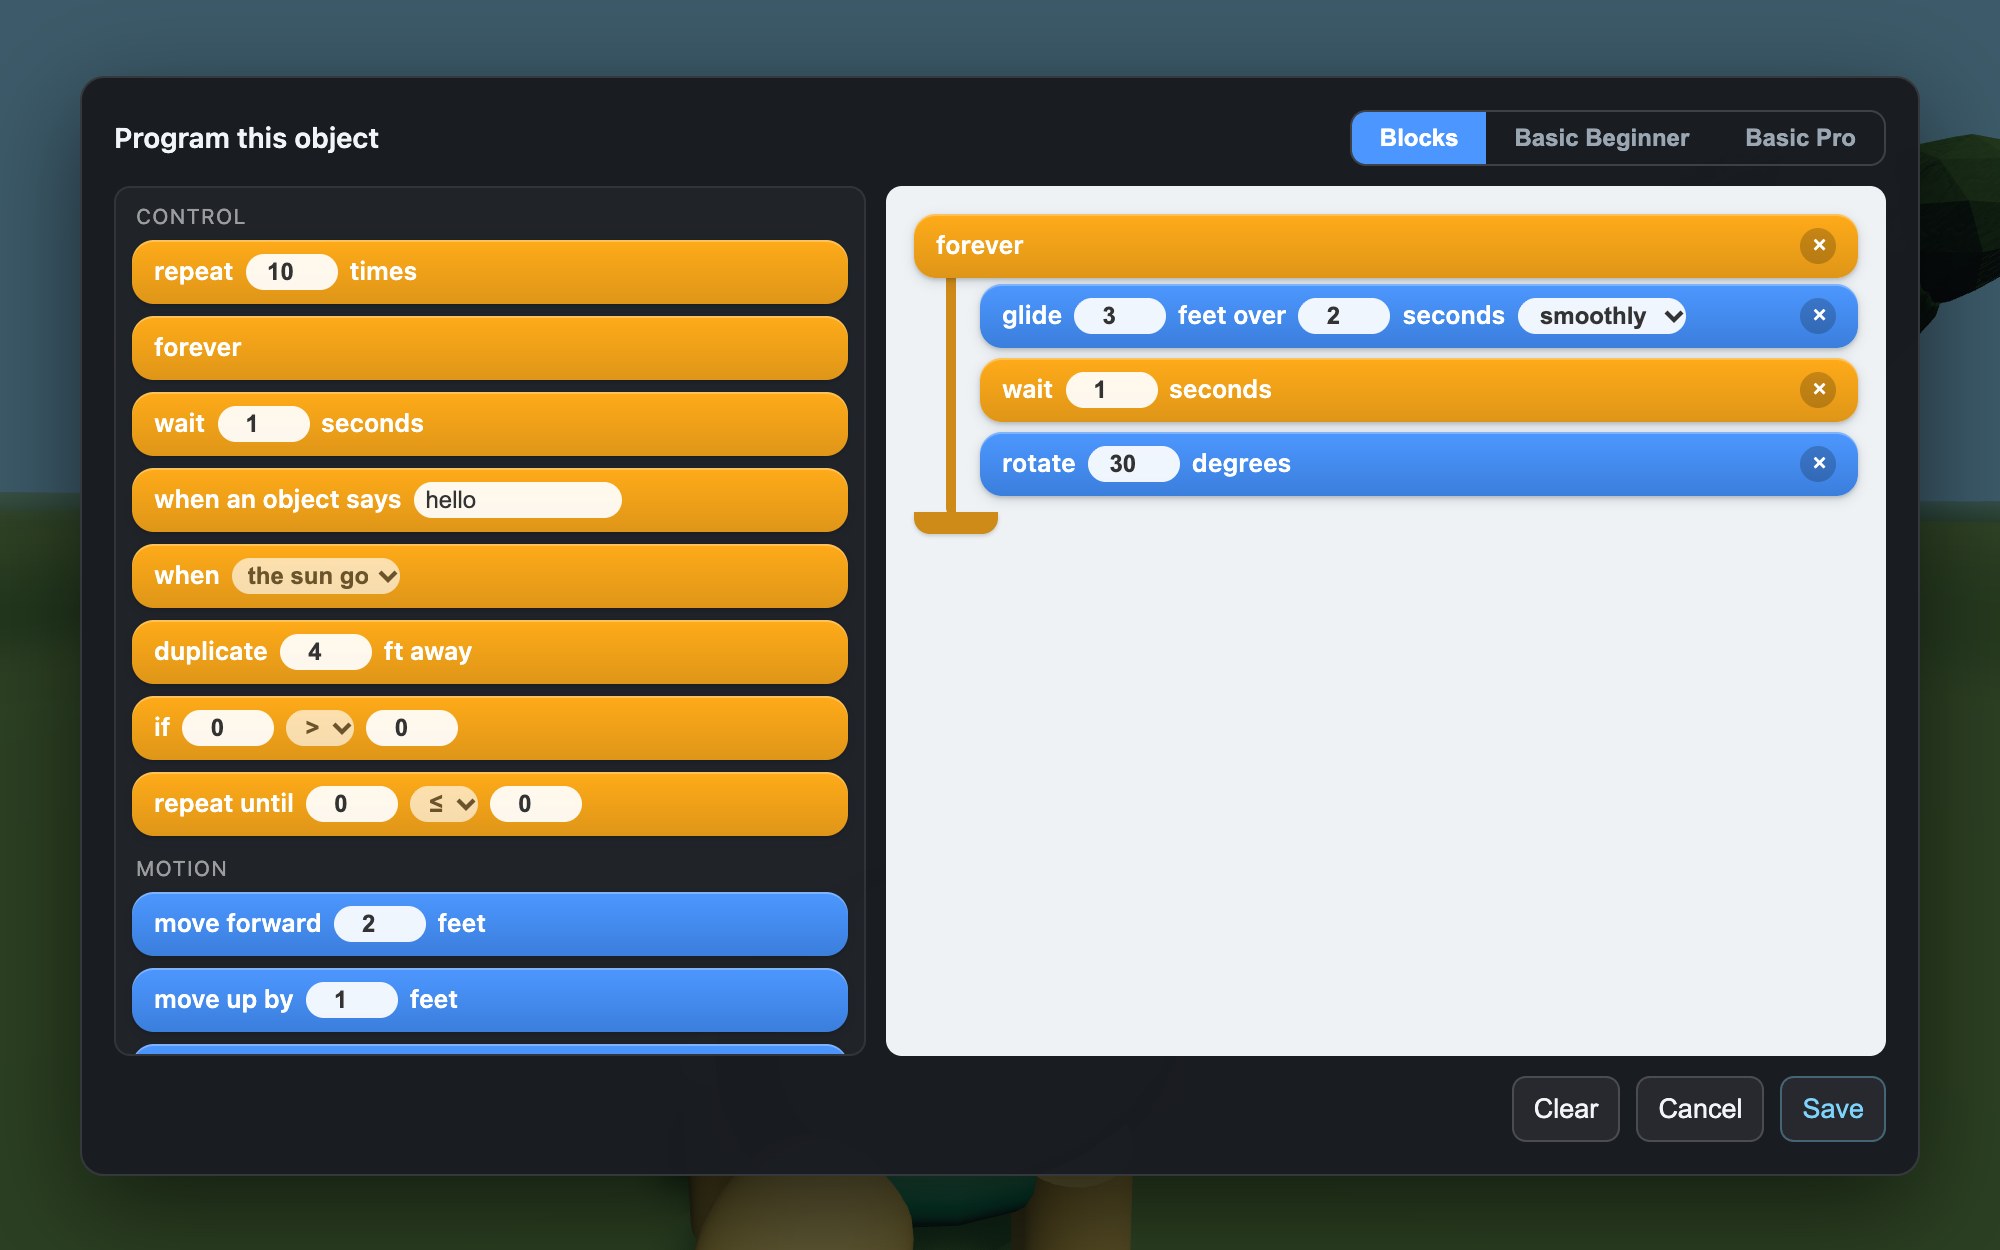 Program this object
Blocks
Basic Beginner
Basic Pro
CONTROL
repeat 10 times
forever
wait 1 seconds
when an object says hello
when the sun go
duplicate 4 ft away
if 0 > 0
repeat until 0 ≤ 0
MOTION
move forward 2 feet
move up by 1 feet
forever ×
glide 3 feet over 2 seconds smoothly ×
wait 1 seconds ×
rotate 30 degrees ×
Clear
Cancel
Save